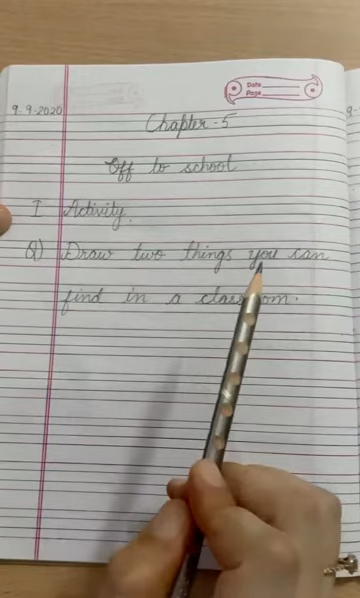 Date
Page
9-9-2020
Chapter-5
Off to school
I Activity.
Q) Draw two things you can
find in a classroom.
9-